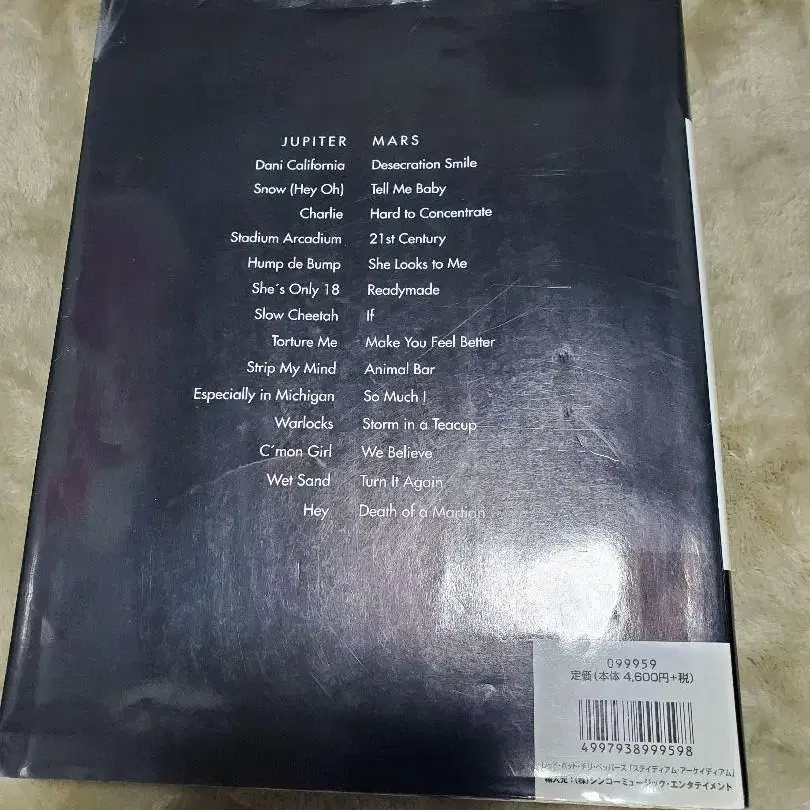 JUPITER MARS
Dani California Desecration Smile
Snow (Hey Oh) Tell Me Baby
Charlie Hard to Concentrate
Stadium Arcadium 21st Century
Hump de Bump She Looks to Me
She´s Only 18 Readymade
Slow Cheetah If
Torture Me Make You Feel Better
Strip My Mind Animal Bar
Especially in Michigan So Much !
Warlocks Storm in a Teacup
C´mon Girl We Believe
Wet Sand Turn It Again
Hey Death of a Martian
099959
定価(本体 4,600円+税)
4997938999598
レッド・ホット・チリ・ペッパーズ「ステイディアム・アーケイディアム」
輸入元:(株)シンコーミュージック・エンタテイメント